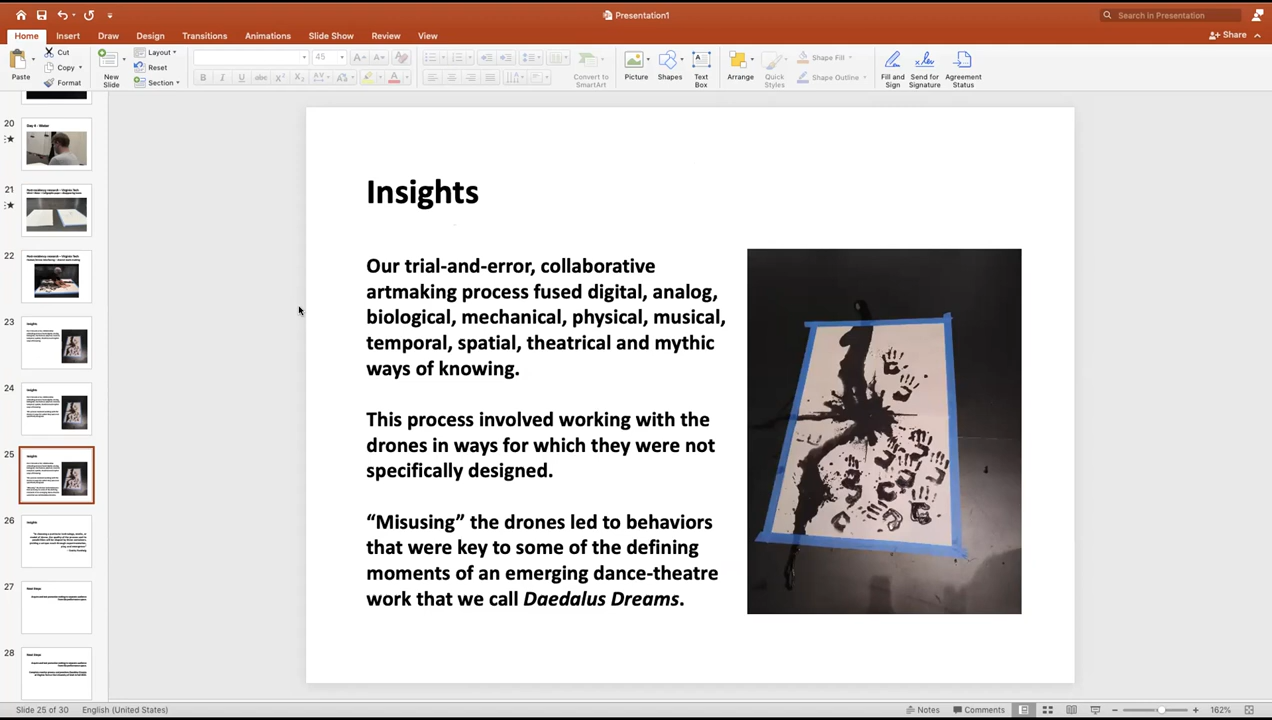 Presentation1
Search in Presentation
Home Insert Draw Design Transitions Animations Slide Show Review View
Share
Paste
Cut
Copy
Format
New Slide
Layout
Reset
Section
45
Convert to SmartArt
Picture
Shapes
Text Box
Arrange
Quick Styles
Shape Fill
Shape Outline
Fill and Sign
Send for Signature
Agreement Status
20
21
22
23
24
25
26
27
28
Insights
Our trial-and-error, collaborative
artmaking process fused digital, analog,
biological, mechanical, physical, musical,
temporal, spatial, theatrical and mythic
ways of knowing.
This process involved working with the
drones in ways for which they were not
specifically designed.
“Misusing” the drones led to behaviors
that were key to some of the defining
moments of an emerging dance-theatre
work that we call Daedalus Dreams.
Slide 25 of 30 English (United States)
Notes Comments 162%